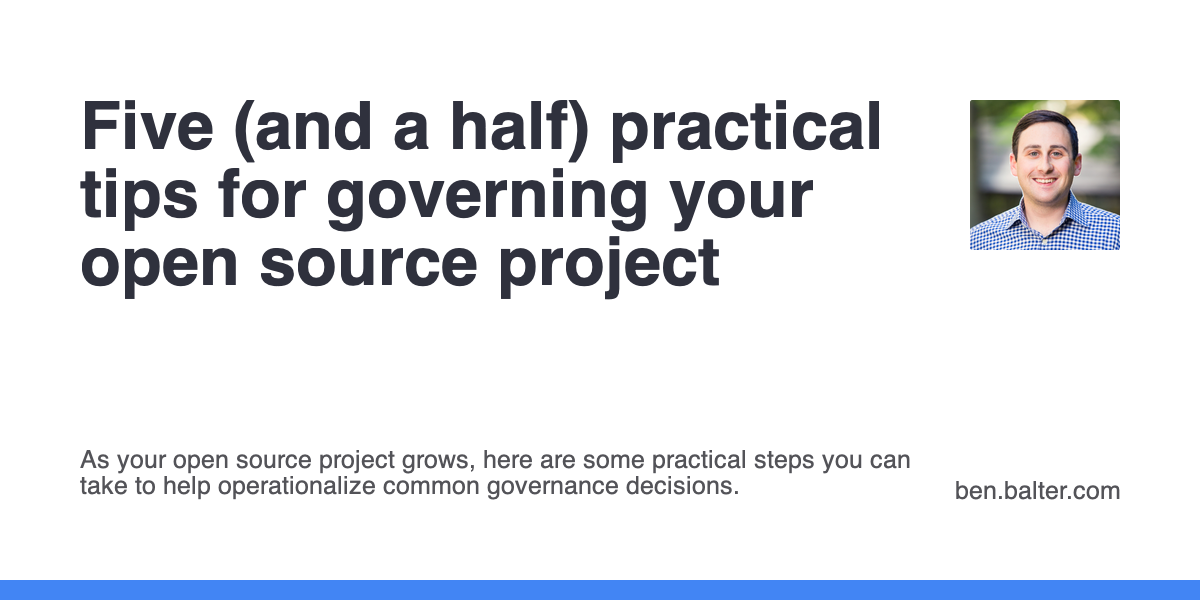 Five (and a half) practical
tips for governing your
open source project
As your open source project grows, here are some practical steps you can
take to help operationalize common governance decisions.
ben.balter.com